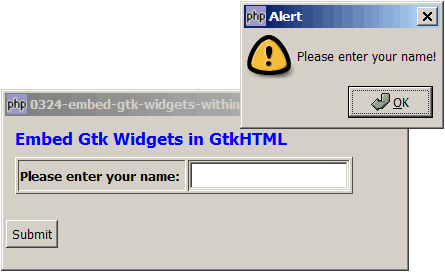 php Alert
Please enter your name!
OK
php 0324-embed-gtk-widgets-within
Embed Gtk Widgets in GtkHTML
Please enter your name:
Submit